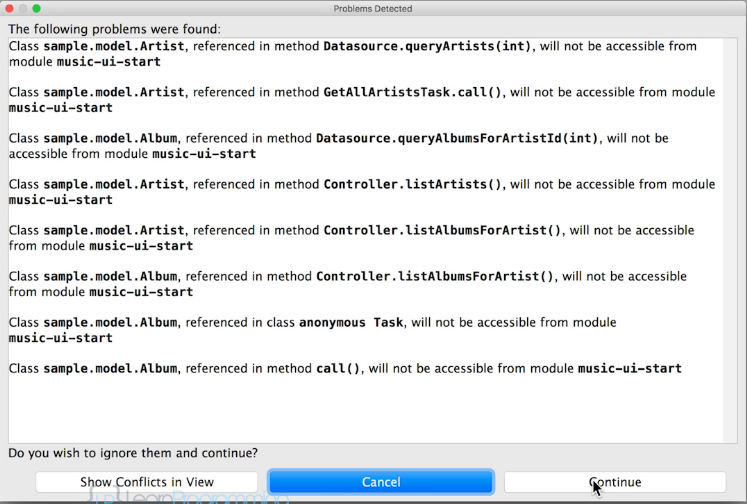 Problems Detected
The following problems were found:
Class sample.model.Artist, referenced in method Datasource.queryArtists(int), will not be accessible from
module music-ui-start
Class sample.model.Artist, referenced in method GetAllArtistsTask.call(), will not be accessible from module
music-ui-start
Class sample.model.Album, referenced in method Datasource.queryAlbumsForArtistId(int), will not be
accessible from module music-ui-start
Class sample.model.Artist, referenced in method Controller.listArtists(), will not be accessible from module
music-ui-start
Class sample.model.Artist, referenced in method Controller.listAlbumsForArtist(), will not be accessible
from module music-ui-start
Class sample.model.Album, referenced in method Controller.listAlbumsForArtist(), will not be accessible
from module music-ui-start
Class sample.model.Album, referenced in class anonymous Task, will not be accessible from module
music-ui-start
Class sample.model.Album, referenced in method call(), will not be accessible from module music-ui-start
Do you wish to ignore them and continue?
Show Conflicts in View
Cancel
Continue